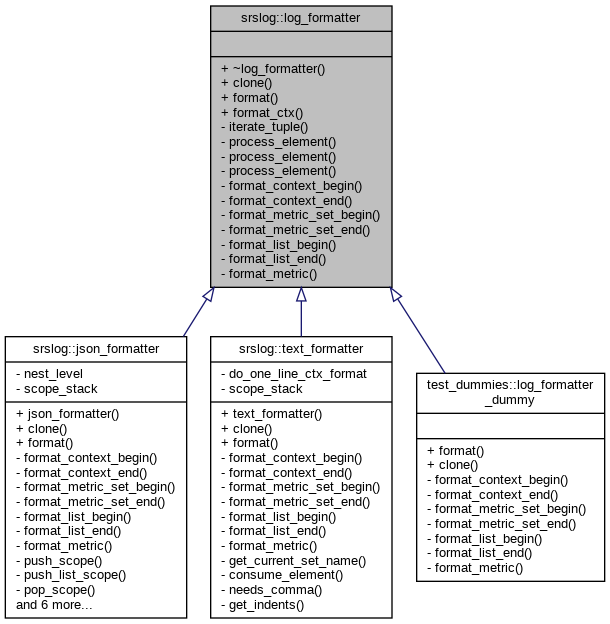 srslog::log_formatter
+ ~log_formatter()
+ clone()
+ format()
+ format_ctx()
- iterate_tuple()
- process_element()
- process_element()
- process_element()
- format_context_begin()
- format_context_end()
- format_metric_set_begin()
- format_metric_set_end()
- format_list_begin()
- format_list_end()
- format_metric()
srslog::json_formatter
- nest_level
- scope_stack
+ json_formatter()
+ clone()
+ format()
- format_context_begin()
- format_context_end()
- format_metric_set_begin()
- format_metric_set_end()
- format_list_begin()
- format_list_end()
- format_metric()
- push_scope()
- push_list_scope()
- pop_scope()
and 6 more...
srslog::text_formatter
- do_one_line_ctx_format
- scope_stack
+ text_formatter()
+ clone()
+ format()
- format_context_begin()
- format_context_end()
- format_metric_set_begin()
- format_metric_set_end()
- format_list_begin()
- format_list_end()
- format_metric()
- get_current_set_name()
- consume_element()
- needs_comma()
- get_indents()
test_dummies::log_formatter
_dummy
+ format()
+ clone()
- format_context_begin()
- format_context_end()
- format_metric_set_begin()
- format_metric_set_end()
- format_list_begin()
- format_list_end()
- format_metric()